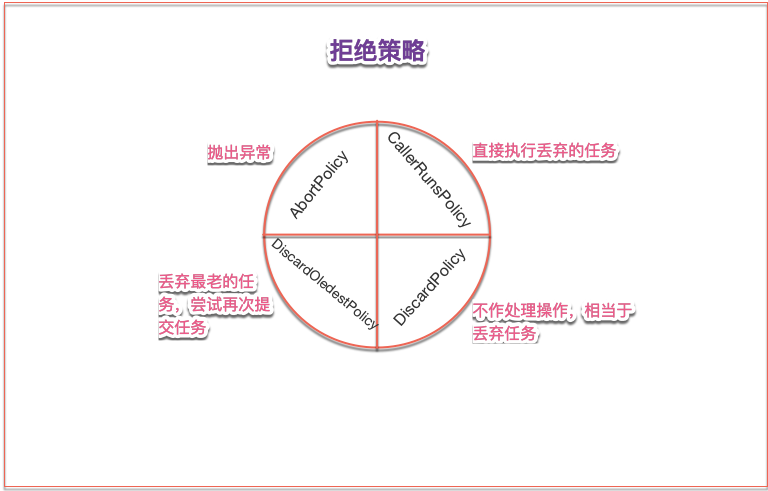 拒绝策略
抛出异常
AbortPolicy
CallerRunsPolicy
直接执行丢弃的任务
丢弃最老的任
务，尝试再次提
交任务
DiscardOledestPolicy
DiscardPolicy
不作处理操作，相当于
丢弃任务